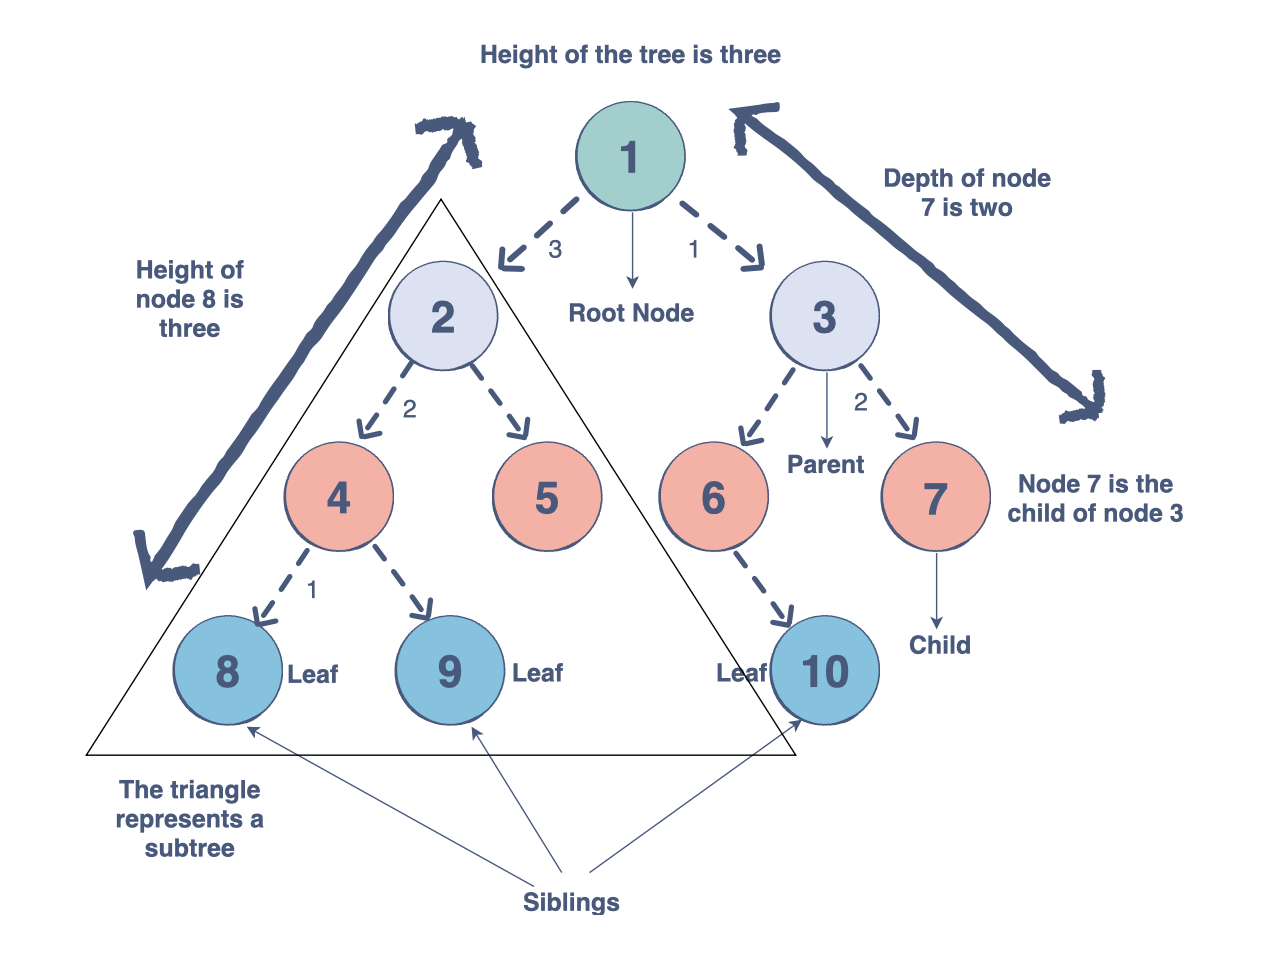 Height of the tree is three
1
Depth of node
7 is two
3
1
Height of
node 8 is
three
Root Node
2
3
2
2
Parent
4
5
6
7
Node 7 is the
child of node 3
1
Child
8
Leaf
9
Leaf
Leaf
10
The triangle
represents a
subtree
Siblings